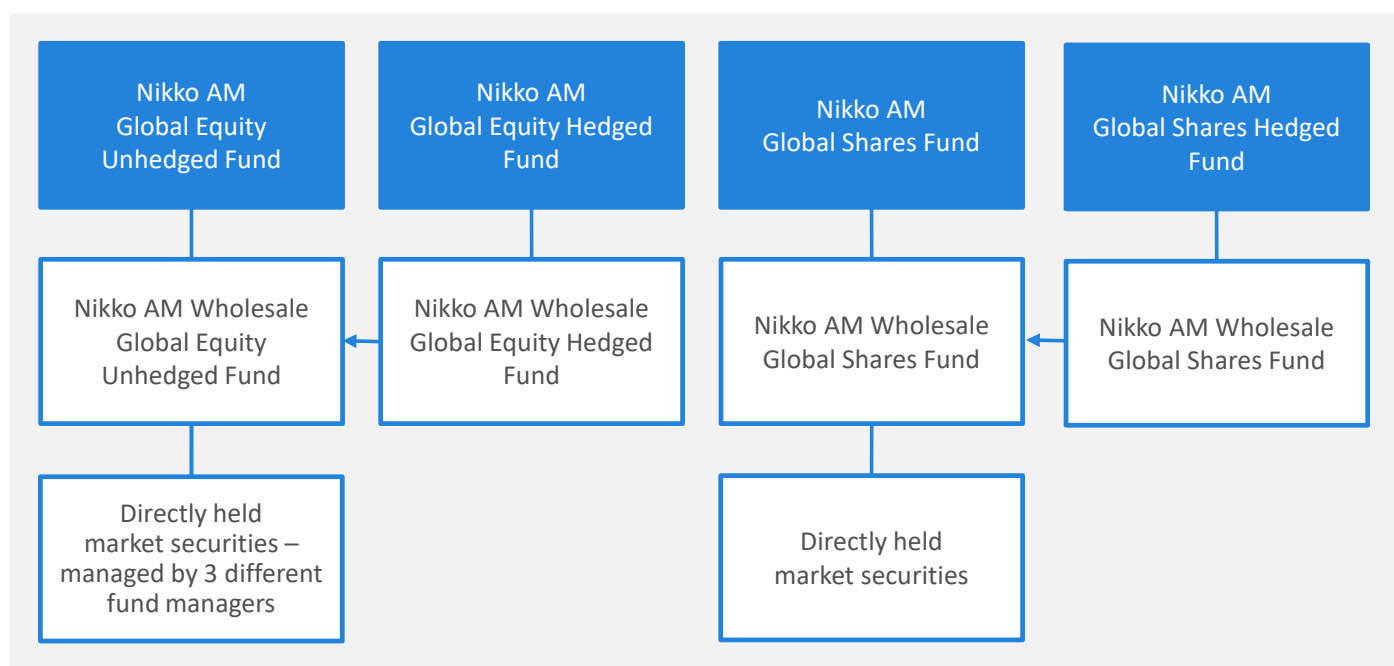 Nikko AM
Global Equity
Unhedged Fund
Nikko AM
Global Equity Hedged
Fund
Nikko AM
Global Shares Fund
Nikko AM
Global Shares Hedged
Fund
Nikko AM Wholesale
Global Equity
Unhedged Fund
Nikko AM Wholesale
Global Equity Hedged
Fund
Nikko AM Wholesale
Global Shares Fund
Nikko AM Wholesale
Global Shares Fund
Directly held
market securities –
managed by 3 different
fund managers
Directly held
market securities